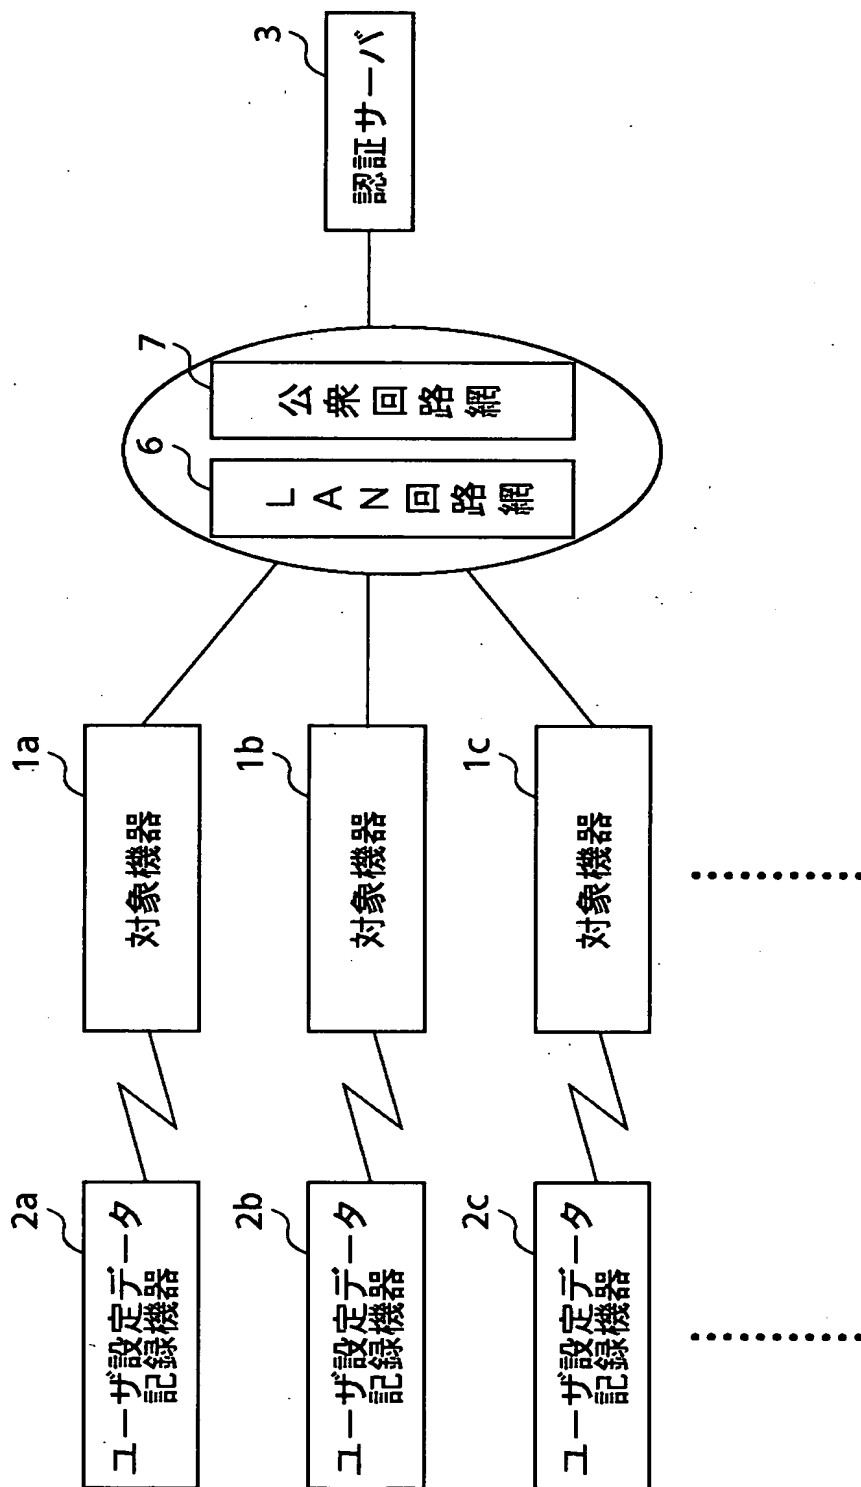 2a
ユーザ設定データ
記録機器
1a
対象機器
2b
ユーザ設定データ
記録機器
1b
対象機器
2c
ユーザ設定データ
記録機器
1c
対象機器
6
LAN回路網
7
公衆回路網
3
認証サーバ